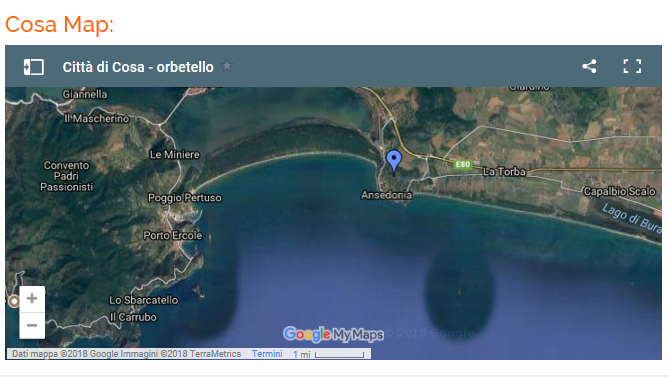 Cosa Map:
Città di Cosa - orbetello
Giannella
Giardino
Il Mascherino
Le Miniere
Convento
Padri
Passionisti
E80
La Torba
Poggio Pertuso
Ansedonia
Capalbio Scalo
Lago di Bura
Porto Ercole
Lo Sbarcatello
Il Carrubo
Google My Maps
2018 Google
Dati mappa ©2018 Google Immagini ©2018 TerraMetrics Termini 1 mi